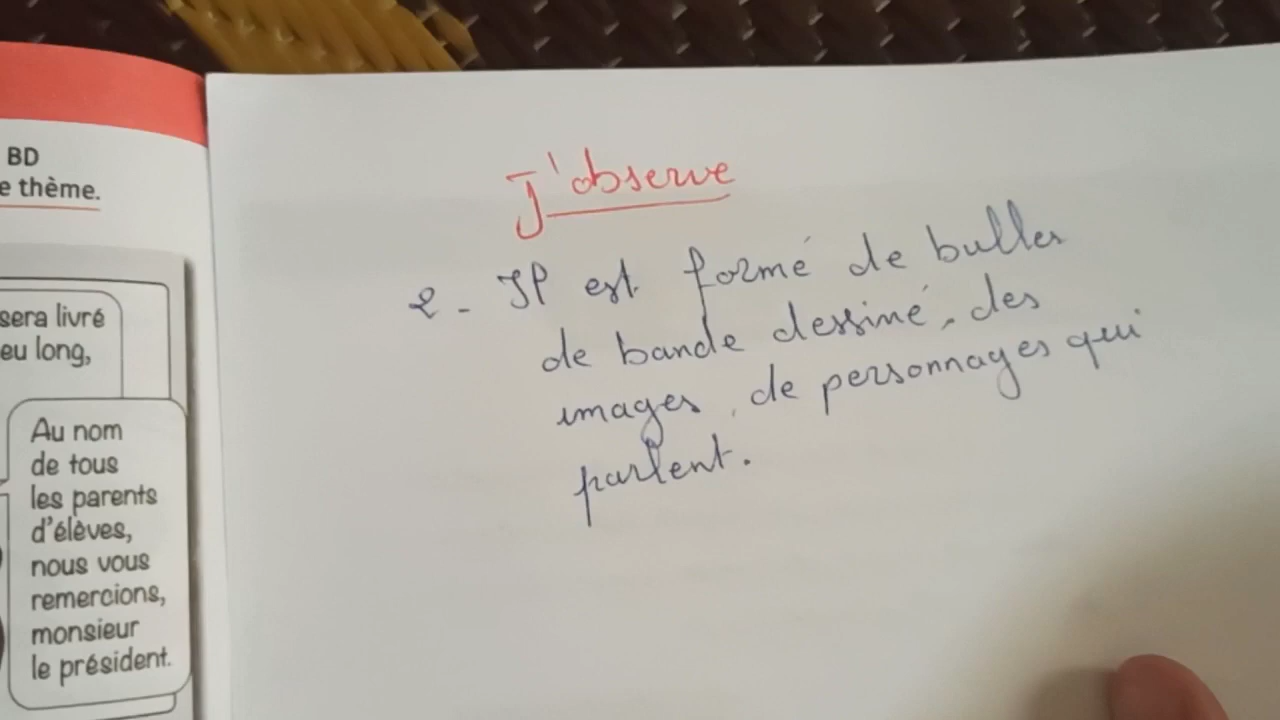 BD
e thème.
sera livré
eu long,
Au nom
de tous
les parents
d'élèves,
nous vous
remercions,
monsieur
le président.
J'observe
2 - Il est formé de bulles
de bande dessiné, des
images, de personnages qui
parlent.